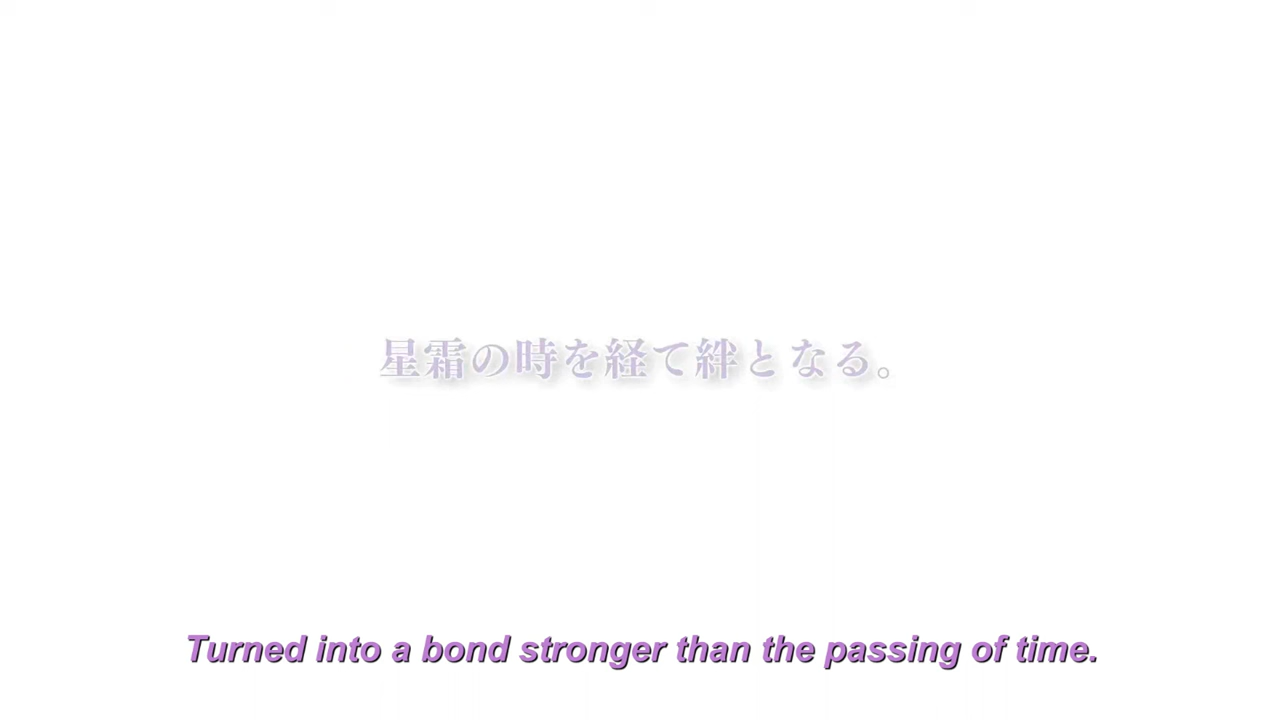 星霜の時を経て絆となる。
Turned into a bond stronger than the passing of time.